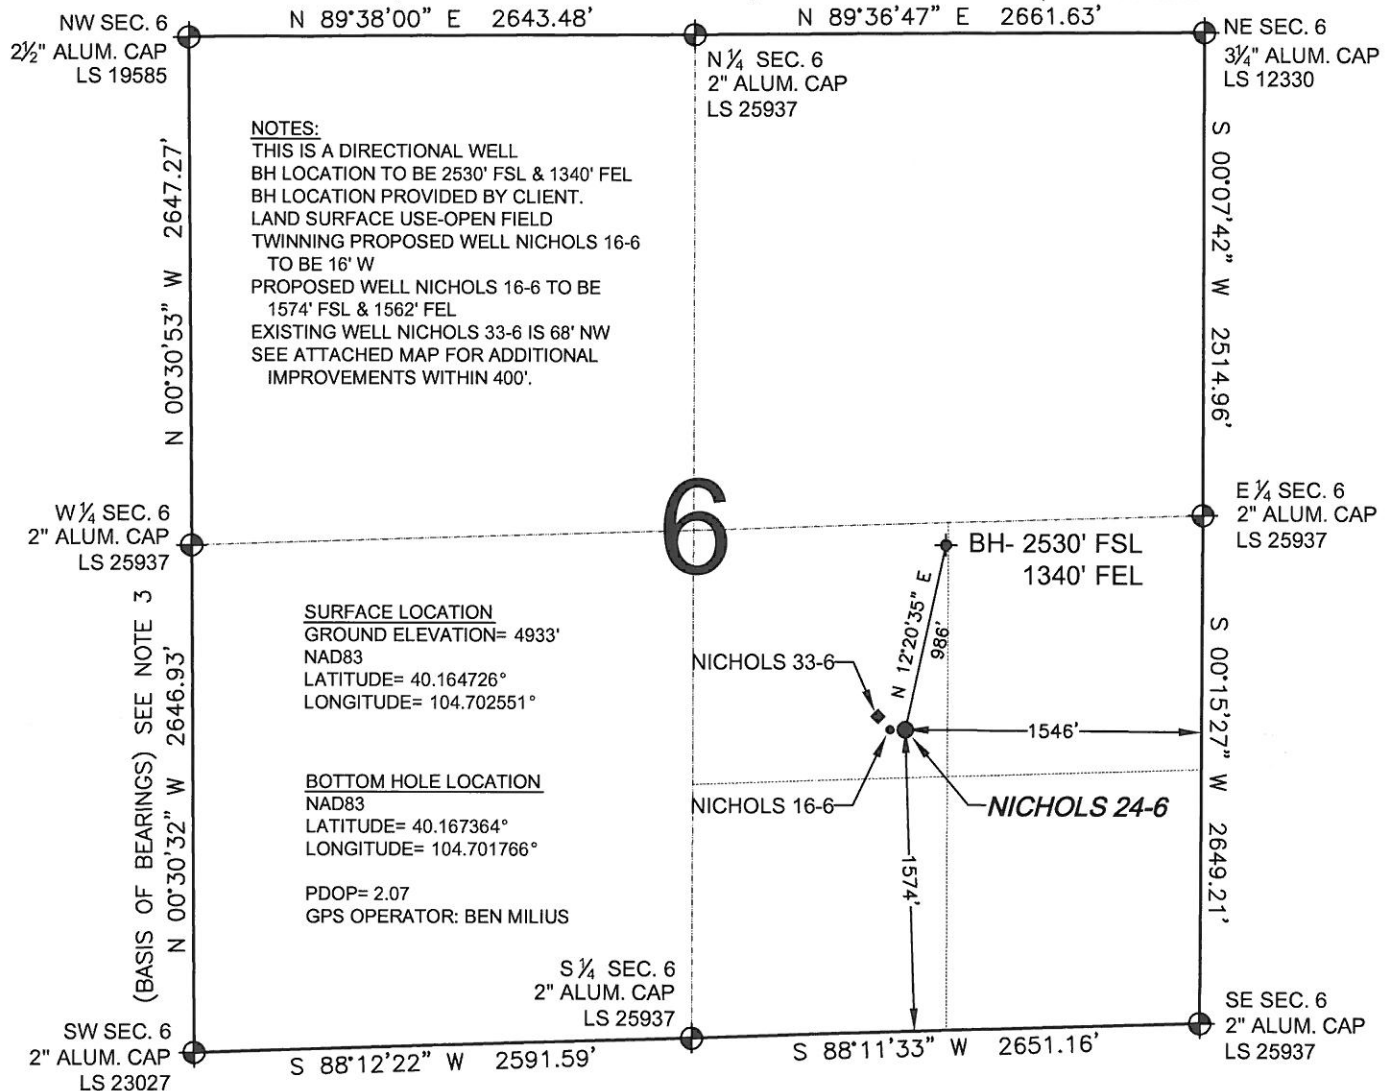 N 89°38'00" E 2643.48'
N 89°36'47" E 2661.63'
NW SEC. 6
2½" ALUM. CAP
LS 19585
N ¼ SEC. 6
2" ALUM. CAP
LS 25937
NE SEC. 6
3¼" ALUM. CAP
LS 12330
NOTES:
THIS IS A DIRECTIONAL WELL
BH LOCATION TO BE 2530' FSL & 1340' FEL
BH LOCATION PROVIDED BY CLIENT.
LAND SURFACE USE-OPEN FIELD
TWINNING PROPOSED WELL NICHOLS 16-6
TO BE 16' W
PROPOSED WELL NICHOLS 16-6 TO BE
1574' FSL & 1562' FEL
EXISTING WELL NICHOLS 33-6 IS 68' NW
SEE ATTACHED MAP FOR ADDITIONAL
IMPROVEMENTS WITHIN 400'.
N 00°30'53" W 2647.27'
S 00°07'42" W 2514.96'
W ¼ SEC. 6
2" ALUM. CAP
LS 25937
6
E ¼ SEC. 6
2" ALUM. CAP
LS 25937
BH- 2530' FSL
1340' FEL
N 12°20'35" E
986'
(BASIS OF BEARINGS) SEE NOTE 3
N 00°30'32" W 2646.93'
SURFACE LOCATION
GROUND ELEVATION= 4933'
NAD83
LATITUDE= 40.164726°
LONGITUDE= 104.702551°
NICHOLS 33-6
1546'
S 00°15'27" W 2649.21'
BOTTOM HOLE LOCATION
NAD83
LATITUDE= 40.167364°
LONGITUDE= 104.701766°
NICHOLS 16-6
NICHOLS 24-6
1574'
PDOP= 2.07
GPS OPERATOR: BEN MILIUS
S ¼ SEC. 6
2" ALUM. CAP
LS 25937
SW SEC. 6
2" ALUM. CAP
LS 23027
SE SEC. 6
2" ALUM. CAP
LS 25937
S 88°12'22" W 2591.59'
S 88°11'33" W 2651.16'